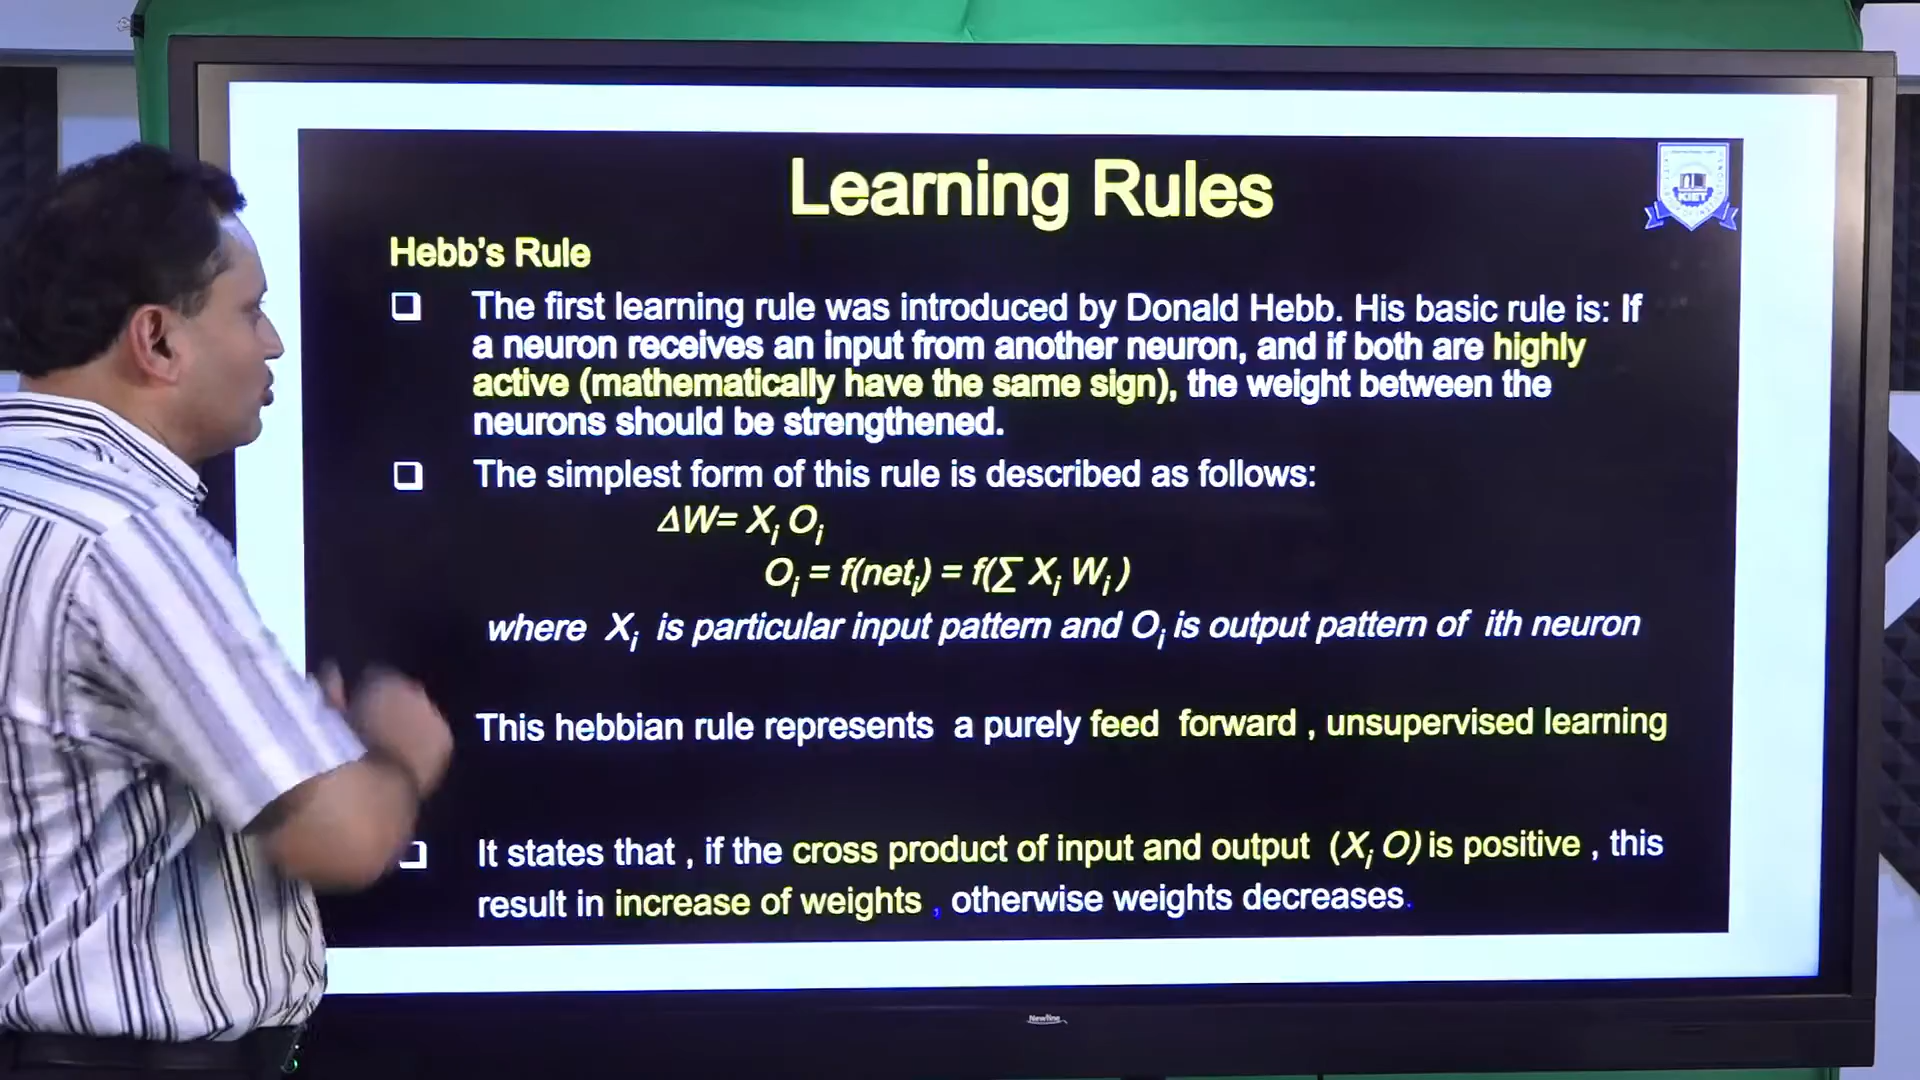 Learning Rules
KIET
Hebb's Rule
The first learning rule was introduced by Donald Hebb. His basic rule is: If
a neuron receives an input from another neuron, and if both are highly
active (mathematically have the same sign), the weight between the
neurons should be strengthened.
The simplest form of this rule is described as follows:
ΔW= Xi Oi
Oi = f(neti) = f(∑ Xi Wi )
where Xi is particular input pattern and Oi is output pattern of ith neuron
This hebbian rule represents a purely feed forward , unsupervised learning
It states that , if the cross product of input and output (Xi O) is positive , this
result in increase of weights , otherwise weights decreases.
Newline